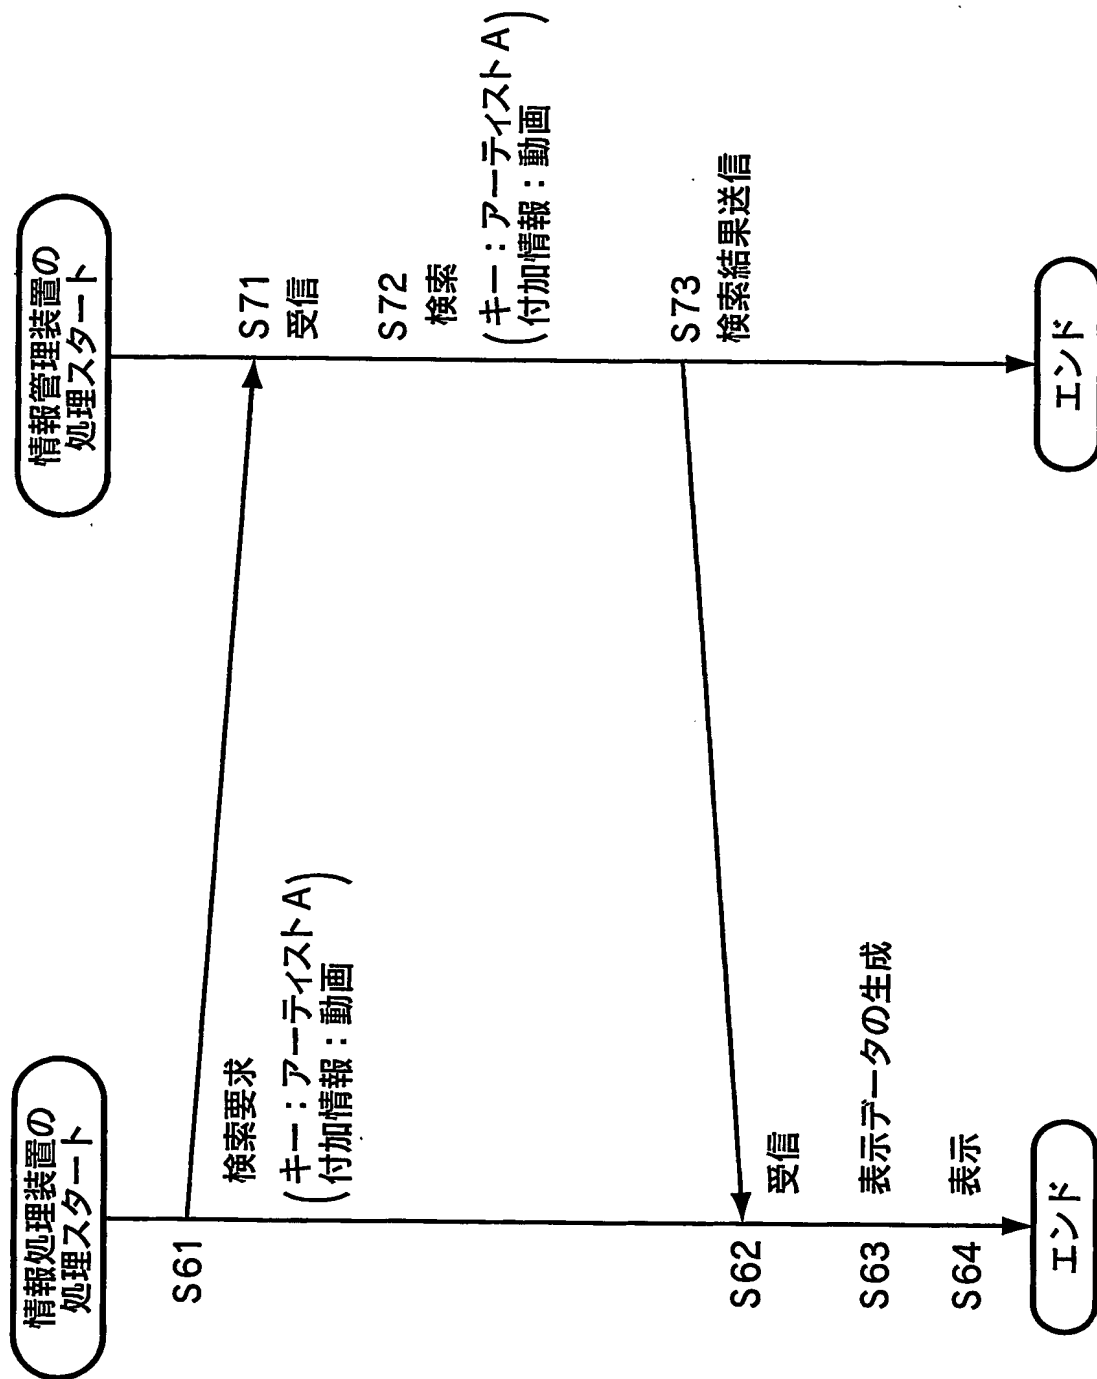 情報処理装置の
処理スタート
S61
検索要求
(キー:アーティストA
付加情報:動画)
S62
受信
S63
表示データの生成
S64
表示
エンド
情報管理装置の
処理スタート
S71
受信
S72
検索
(キー:アーティストA
付加情報:動画)
S73
検索結果送信
エンド